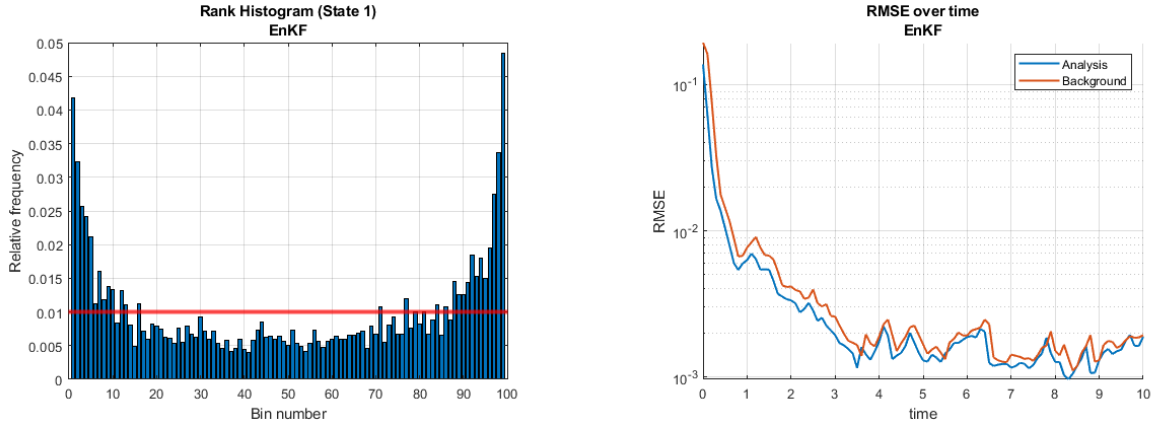 Rank Histogram (State 1)
EnKF
0.05
0.045
0.04
0.035
0.03
0.025
0.02
0.015
0.01
0.005
0
Relative frequency
0 10 20 30 40 50 60 70 80 90 100
Bin number
RMSE over time
EnKF
Analysis
Background
10-1
10-2
10-3
RMSE
0 1 2 3 4 5 6 7 8 9 10
time